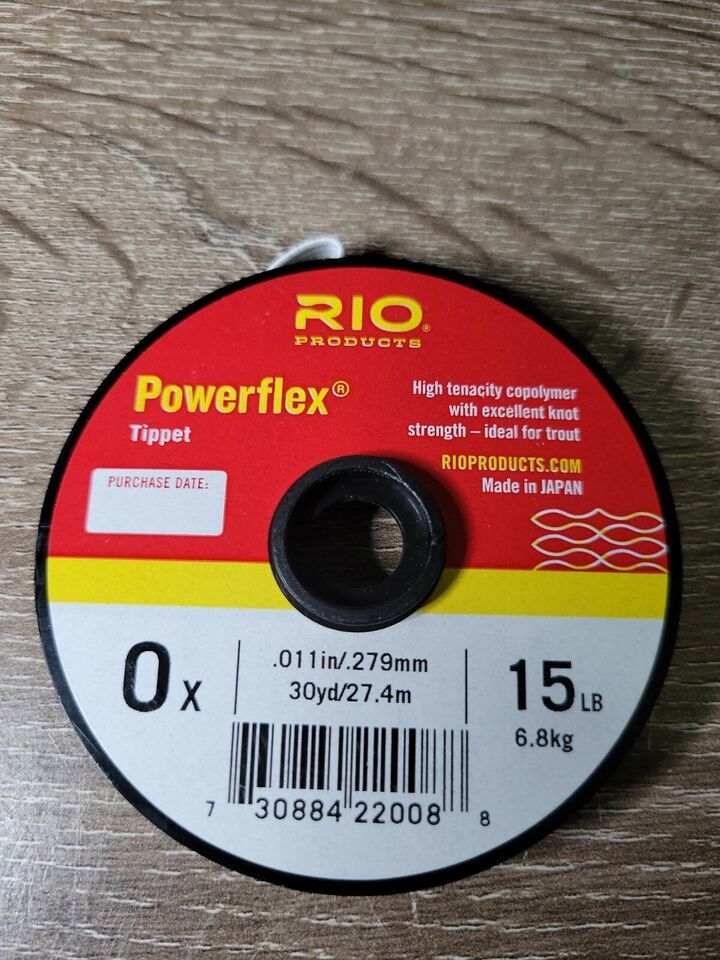 RIO®
PRODUCTS
Powerflex®
Tippet
High tenacity copolymer
with excellent knot
strength – ideal for trout
RIOPRODUCTS.COM
Made in JAPAN
PURCHASE DATE:
0x
.011in/.279mm
30yd/27.4m
15LB
6.8kg
7 30884 22008 8